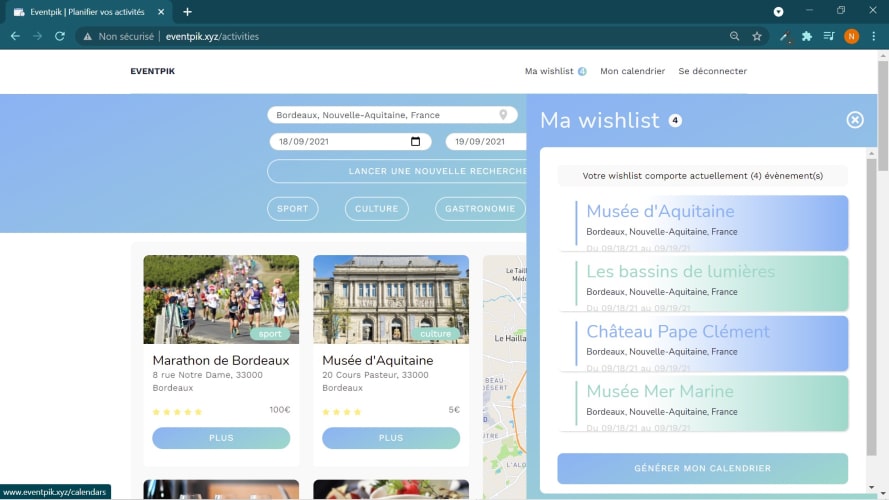 Eventpik | Planifier vos activités
Non sécurisé | eventpik.xyz/activities
N
EVENTPIK
Ma wishlist 4
Mon calendrier
Se déconnecter
Bordeaux, Nouvelle-Aquitaine, France
18/09/2021
19/09/2021
LANCER UNE NOUVELLE RECHERCHE
SPORT
CULTURE
GASTRONOMIE
sport
Marathon de Bordeaux
8 rue Notre Dame, 33000
Bordeaux
100€
PLUS
culture
Musée d'Aquitaine
20 Cours Pasteur, 33000
Bordeaux
5€
PLUS
Le Tail
Méd
Le Hailla
BEAU-
DÉSERT
Ma wishlist 4
Votre wishlist comporte actuellement (4) évènement(s)
Musée d'Aquitaine
Bordeaux, Nouvelle-Aquitaine, France
Du 09/18/21 au 09/19/21
Les bassins de lumières
Bordeaux, Nouvelle-Aquitaine, France
Du 09/18/21 au 09/19/21
Château Pape Clément
Bordeaux, Nouvelle-Aquitaine, France
Du 09/18/21 au 09/19/21
Musée Mer Marine
Bordeaux, Nouvelle-Aquitaine, France
Du 09/18/21 au 09/19/21
GÉNÉRER MON CALENDRIER
www.eventpik.xyz/calendars